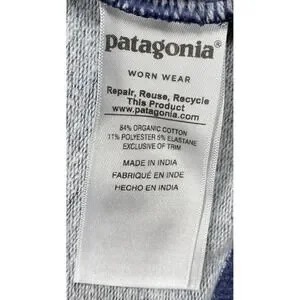 patagonia®
WORN WEAR
Repair, Reuse, Recycle
This Product
www.patagonia.com
84% ORGANIC COTTON
11% POLYESTER 5% ELASTANE
EXCLUSIVE OF TRIM
MADE IN INDIA
FABRIQUÉ EN INDE
HECHO EN INDIA